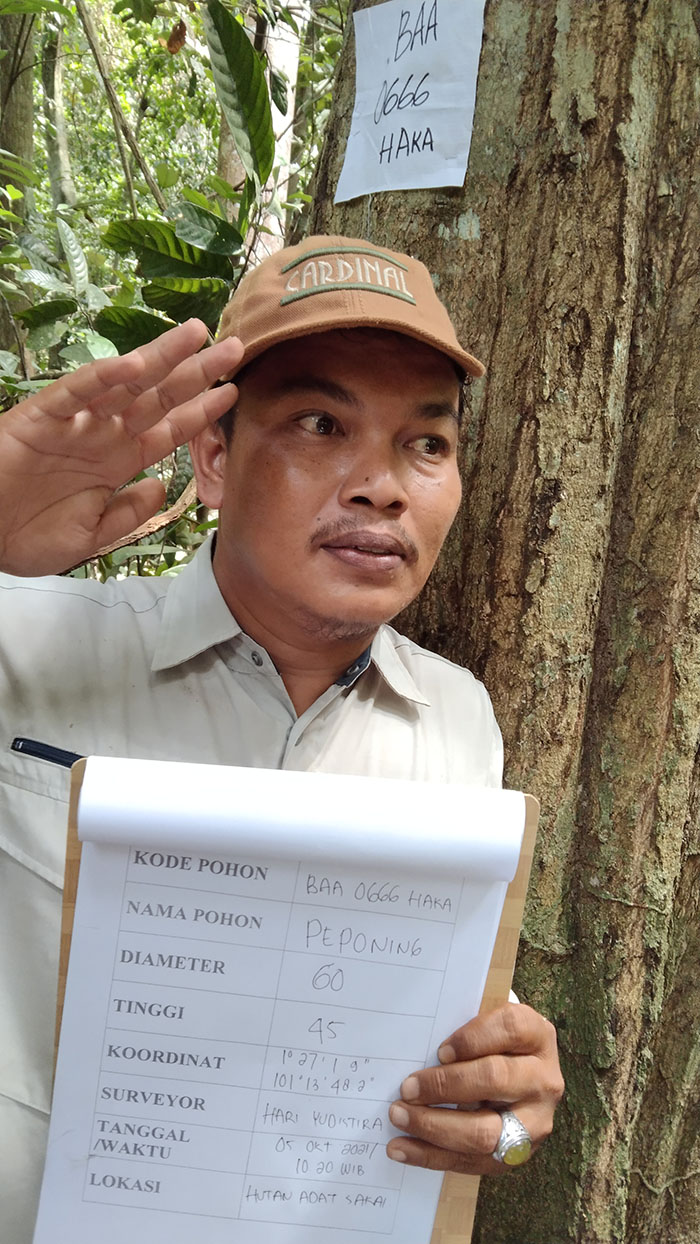 BAA
0666
HAKA
CARDINAL
KODE POHON BAA 0666 HAKA
NAMA POHON PEPONING
DIAMETER 60
TINGGI 45
KOORDINAT 1° 27' 1 9"
101° 13' 48.2"
SURVEYOR HARI YUDISTIRA
TANGGAL 05 OKT 2021/
/WAKTU 10.20 WIB
LOKASI HUTAN ADAT SAKAI